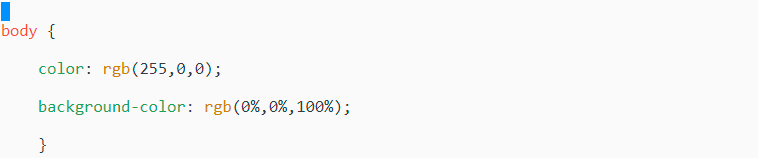 body {
color: rgb(255,0,0);
background-color: rgb(0%,0%,100%);
}